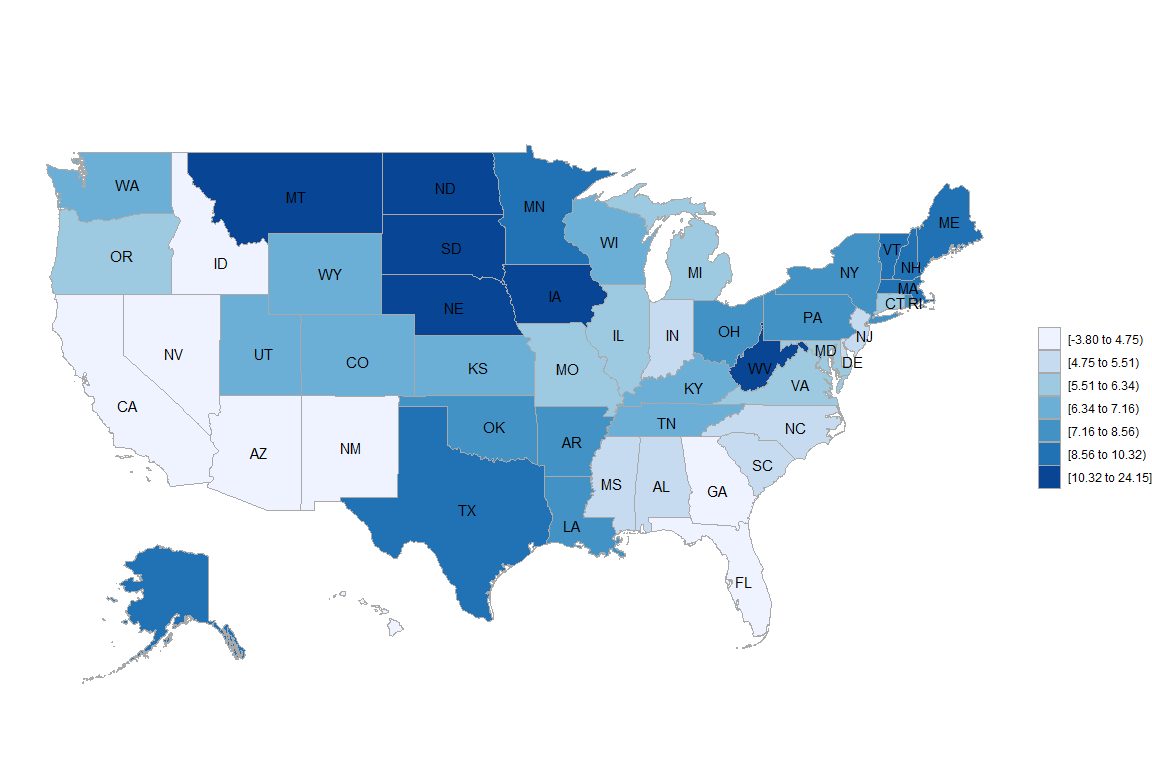 WA
MT
ND
MN
ME
OR
ID
WY
SD
WI
MI
NY
VT
NH
MA
CT RI
NV
UT
CO
NE
IA
IL
IN
OH
PA
NJ
CA
KS
MO
KY
WV
MD
DE
VA
AZ
NM
OK
AR
TN
NC
SC
TX
LA
MS
AL
GA
FL
[-3.80 to 4.75)
[4.75 to 5.51)
[5.51 to 6.34)
[6.34 to 7.16)
[7.16 to 8.56)
[8.56 to 10.32)
[10.32 to 24.15]